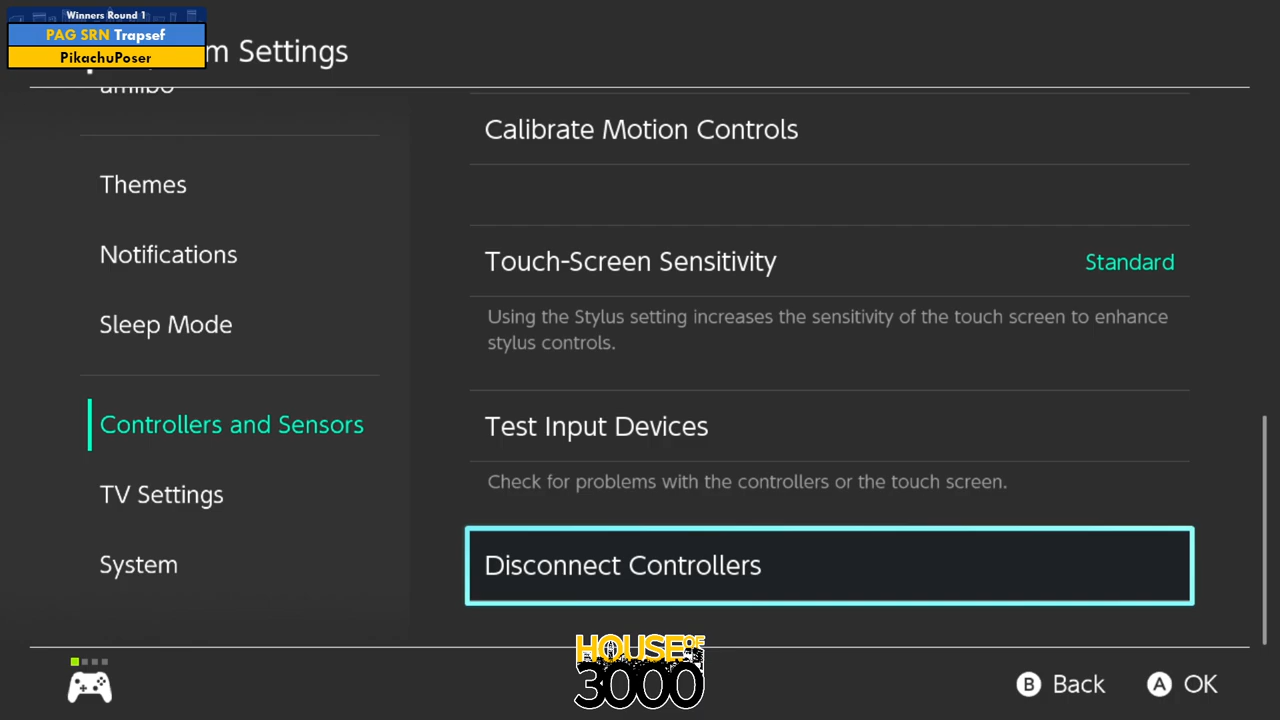 Winners Round 1
PAG SRN Trapsef
PikachuPoser
m Settings
amiibo
Themes
Notifications
Sleep Mode
Controllers and Sensors
TV Settings
System
Calibrate Motion Controls
Touch-Screen Sensitivity Standard
Using the Stylus setting increases the sensitivity of the touch screen to enhance
stylus controls.
Test Input Devices
Check for problems with the controllers or the touch screen.
Disconnect Controllers
HOUSE OF
3000
B Back A OK